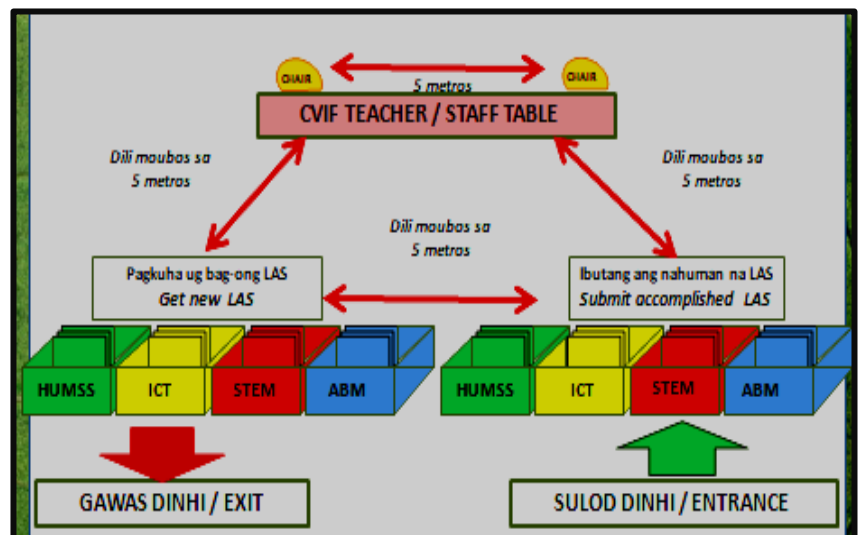 CHAIR
CHAIR
5 metros
CVIF TEACHER / STAFF TABLE
Dili moubos sa
5 metros
Dili moubos sa
5 metros
Dili moubos sa
5 metros
Pagkuha ug bag-ong LAS
Get new LAS
Ibutang ang nahuman na LAS
Submit accomplished LAS
HUMSS
ICT
STEM
ABM
HUMSS
ICT
STEM
ABM
GAWAS DINHI / EXIT
SULOD DINHI / ENTRANCE